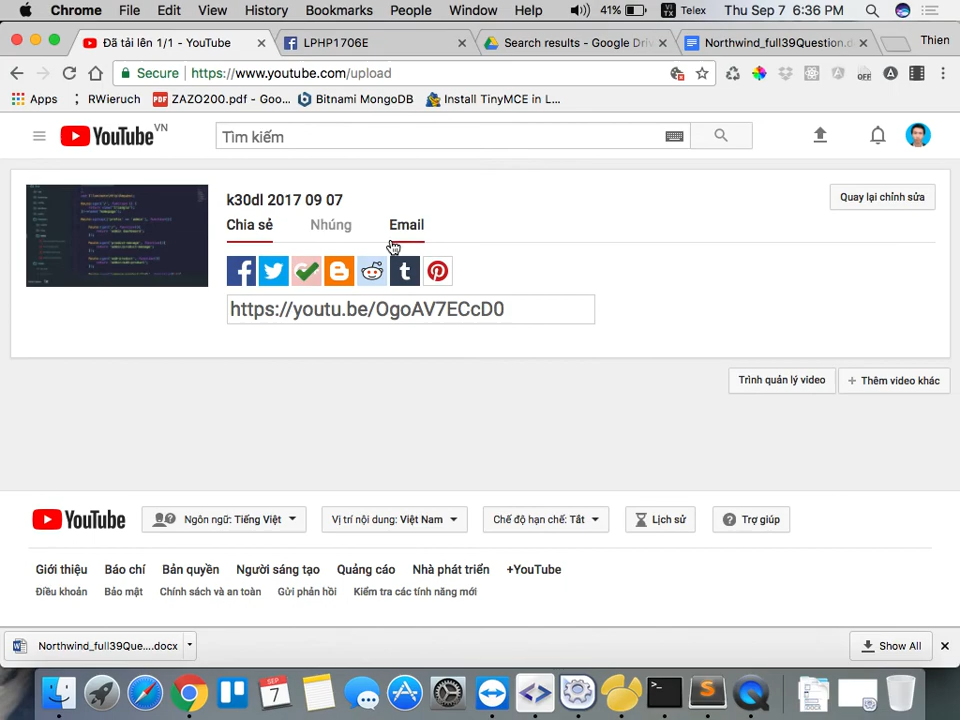 Chrome File Edit View History Bookmarks People Window Help 41% VI TX Telex Thu Sep 7 6:36 PM
Đã tải lên 1/1 - YouTube LPHP1706E Search results - Google Driv Northwind_full39Question.d Thien
Secure https://www.youtube.com/upload OFF
Apps RWieruch PDF ZAZO200.pdf - Goo... Bitnami MongoDB Install TinyMCE in L...
YouTube VN Tìm kiếm
k30dl 2017 09 07 Quay lại chỉnh sửa
Chia sẻ Nhúng Email
https://youtu.be/OgoAV7ECcD0
Trình quản lý video + Thêm video khác
YouTube Ngôn ngữ: Tiếng Việt Vị trí nội dung: Việt Nam Chế độ hạn chế: Tắt Lịch sử Trợ giúp
Giới thiệu Báo chí Bản quyền Người sáng tạo Quảng cáo Nhà phát triển +YouTube
Điều khoản Bảo mật Chính sách và an toàn Gửi phản hồi Kiểm tra các tính năng mới
Northwind_full39Que....docx Show All
SEP
7